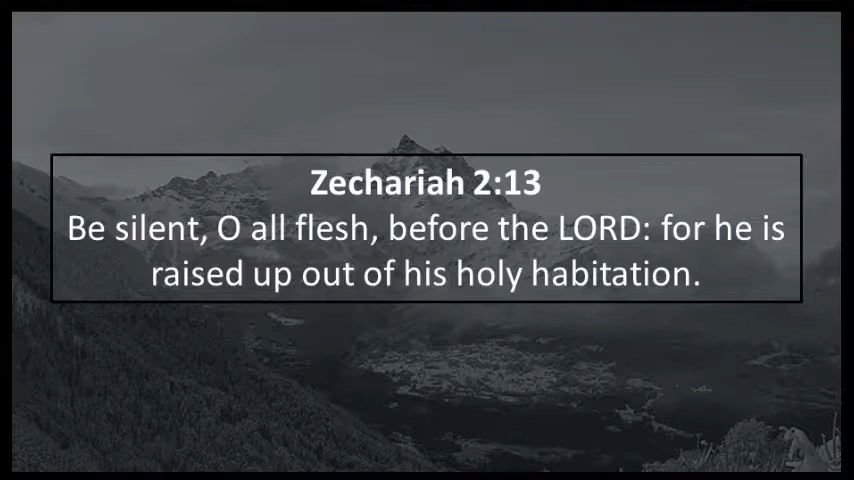 Zechariah 2:13
Be silent, O all flesh, before the LORD: for he is
raised up out of his holy habitation.